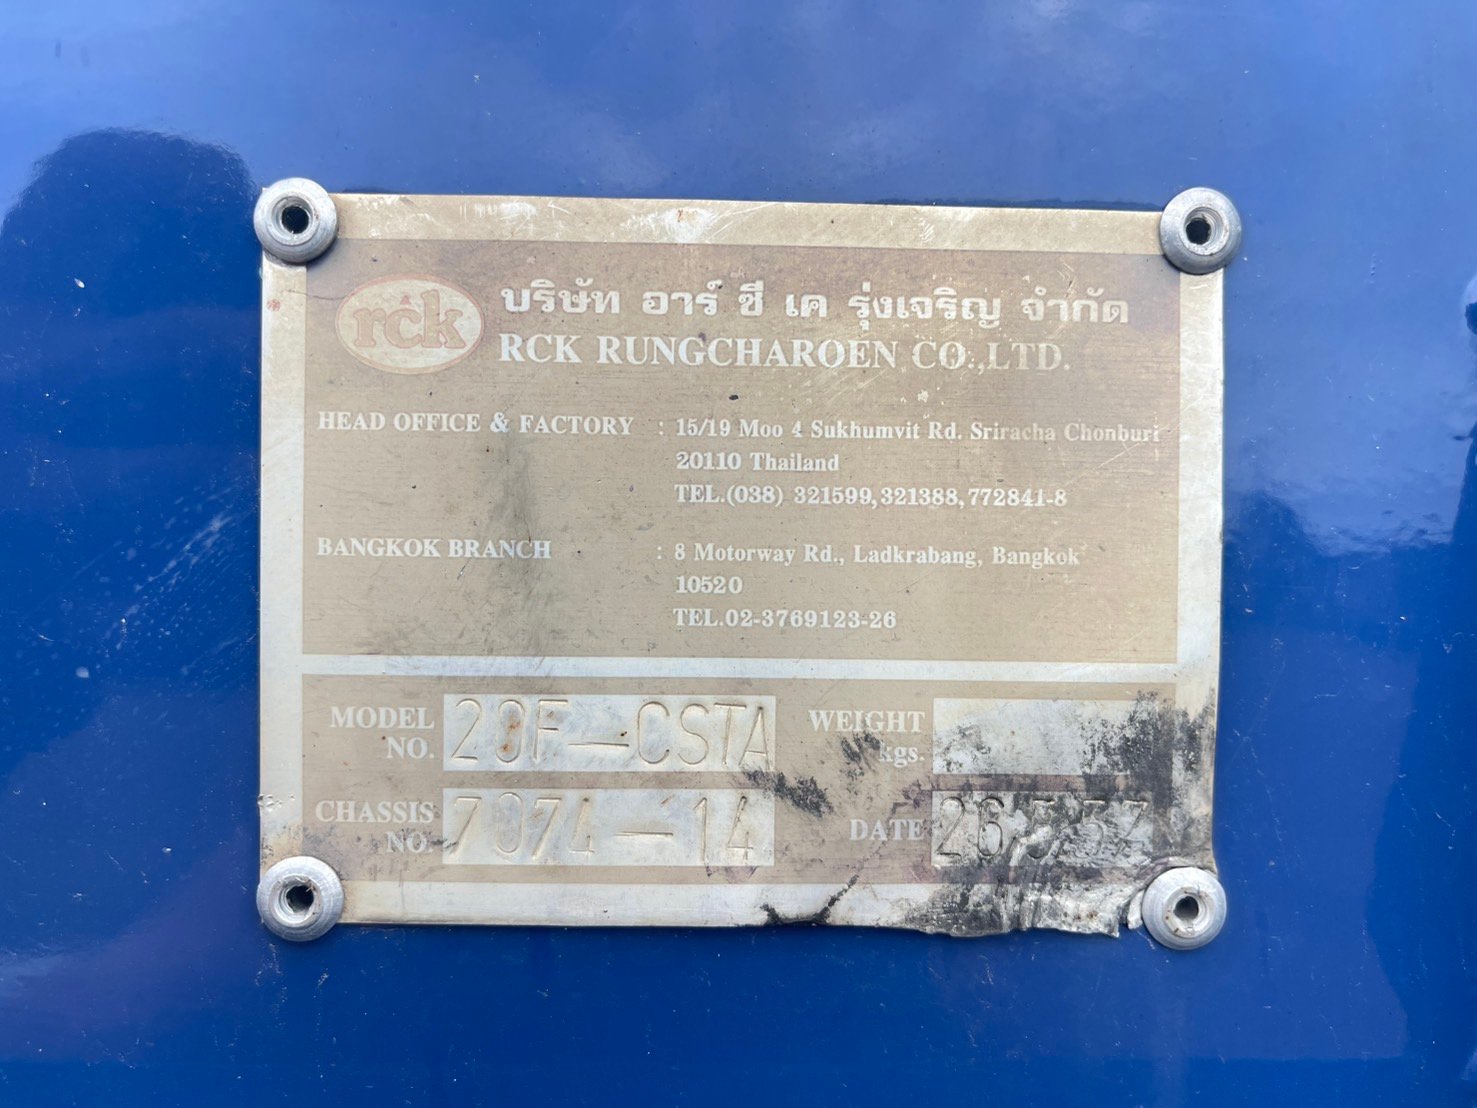 rck
บริษัท อาร์ ซี เค รุ่งเจริญ จำกัด
RCK RUNGCHAROEN CO.,LTD.
HEAD OFFICE & FACTORY : 15/19 Moo 4 Sukhumvit Rd. Sriracha Chonburi
20110 Thailand
TEL.(038) 321599,321388,772841-8
BANGKOK BRANCH : 8 Motorway Rd., Ladkrabang, Bangkok
10520
TEL.02-3769123-26
MODEL NO. 20F-CSTA
WEIGHT kgs.
CHASSIS NO. 7074-14
DATE